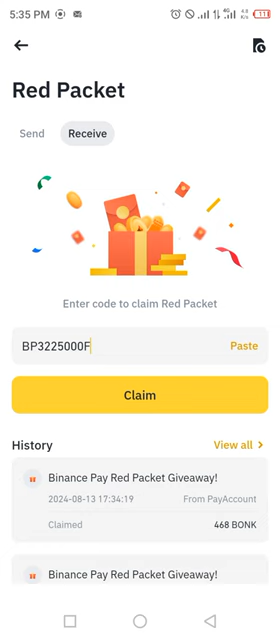 5:35 PM
Red Packet
Send Receive
Enter code to claim Red Packet
BP3225000F Paste
Claim
History View all
Binance Pay Red Packet Giveaway!
2024-08-13 17:34:19 From PayAccount
Claimed 468 BONK
Binance Pay Red Packet Giveaway!